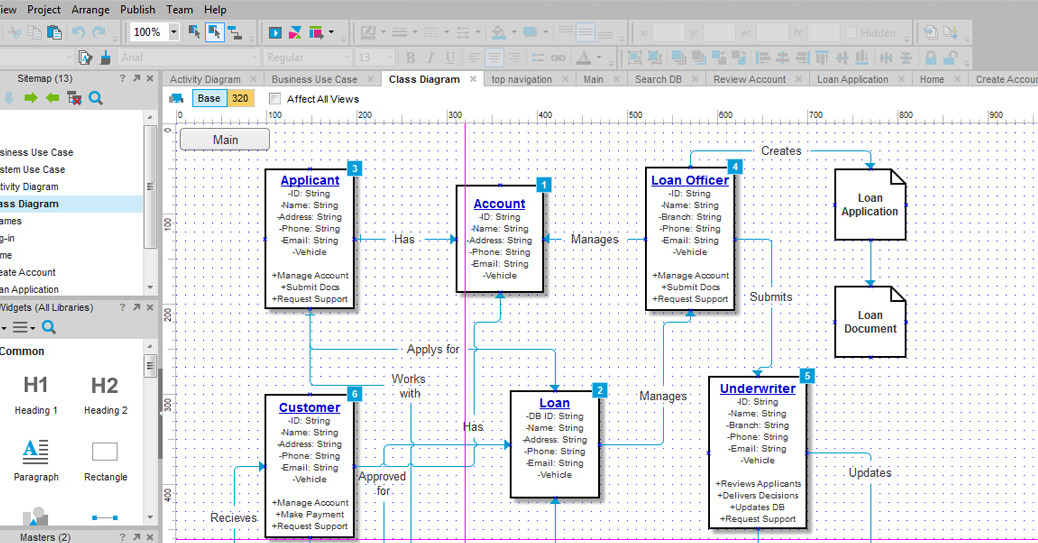 iew Project Arrange Publish Team Help
100% x: y: w: h: Hidden
Arial Regular 13
Sitemap (13)
Activity Diagram Business Use Case Class Diagram top navigation Main Search DB Review Account Loan Application Home Create Accou
Base 320 Affect All Views
0 100 200 300 400 500 600 700 800 900
0
100
200
300
400
siness Use Case
stem Use Case
tivity Diagram
ass Diagram
ames
g-in
me
eate Account
an Application
Widgets (All Libraries)
Common
H1
Heading 1
H2
Heading 2
Paragraph
Rectangle
Masters (2)
Main
3
Applicant
-ID: String
-Name: String
-Address: String
-Phone: String
-Email: String
-Vehicle
+Manage Account
+Submit Docs
+Request Support
Has
1
Account
-ID: String
-Name: String
-Address: String
-Phone: String
-Email: String
-Vehicle
Manages
4
Loan Officer
-ID: String
-Name: String
-Branch: String
-Phone: String
-Email: String
-Vehicle
+Manage Account
+Submit Docs
+Request Support
Creates
Loan
Application
Loan
Document
Submits
Applys for
Works
with
Has
Manages
6
Customer
-ID: String
-Name: String
-Address: String
-Phone: String
-Email: String
-Vehicle
+Manage Account
+Make Payment
+Request Support
Recieves
Approved
for
2
Loan
-DB ID: String
-Name: String
-Address: String
-Phone: String
-Email: String
-Vehicle
5
Underwriter
-ID: String
-Name: String
-Branch: String
-Phone: String
-Email: String
-Vehicle
+Reviews Applicants
+Delivers Decisions
+Updates DB
+Request Support
Updates